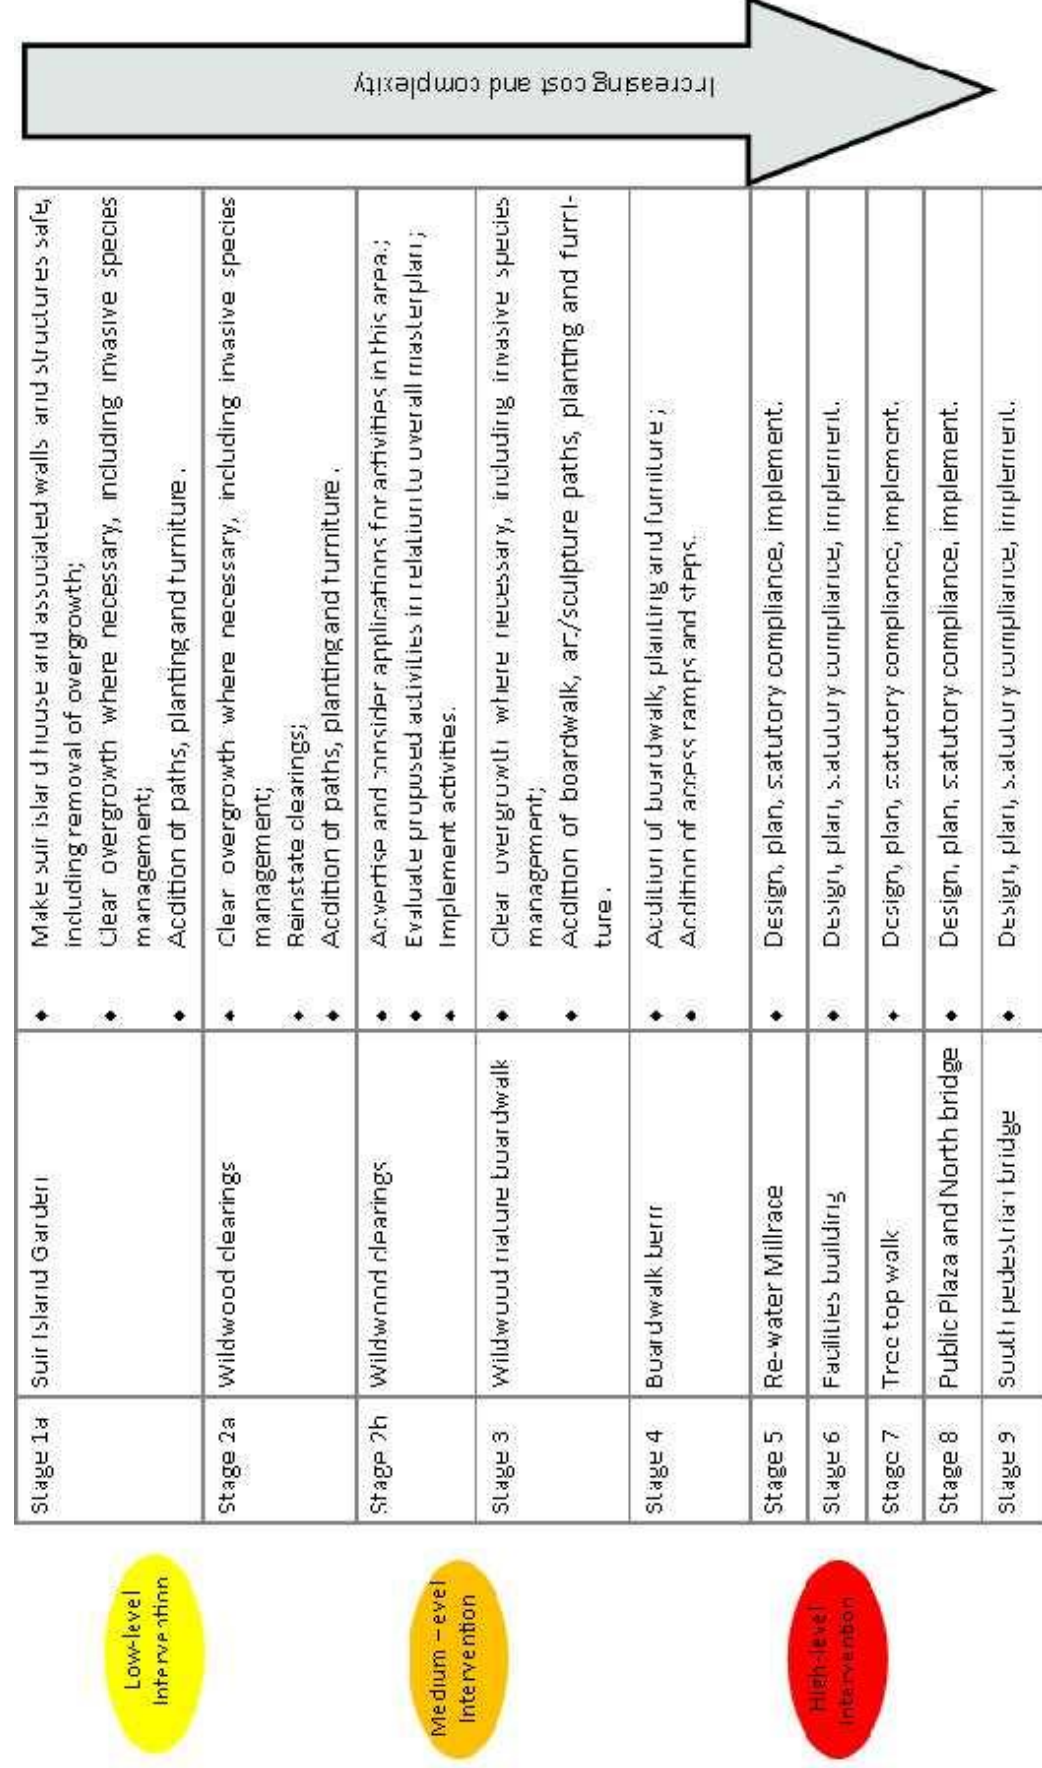 Low-level
Intervention
Medium –level
Intervention
High-level
Intervention
Stage 1a
Suir Island Garden
♦ Make suir island house and associated walls and structures safe,
including removal of overgrowth;
♦ Clear overgrowth where necessary, including invasive species
management;
♦ Addition of paths, planting and furniture.
Stage 2a
Wildwood clearings
♦ Clear overgrowth where necessary, including invasive species
management;
♦ Reinstate clearings;
♦ Addition of paths, planting and furniture.
Stage 2b
Wildwood clearings
♦ Advertise and consider applications for activities in this area;
♦ Evaluate proposed activities in relation to overall masterplan;
♦ Implement activities.
Stage 3
Wildwood nature boardwalk
♦ Clear overgrowth where necessary, including invasive species
management;
♦ Addition of boardwalk, art/sculpture paths, planting and furni-
ture.
Stage 4
Boardwalk berm
♦ Addition of boardwalk, planting and furniture;
♦ Addition of access ramps and steps.
Stage 5
Re-water Millrace
♦ Design, plan, statutory compliance, implement.
Stage 6
Facilities building
♦ Design, plan, statutory compliance, implement.
Stage 7
Tree top walk
♦ Design, plan, statutory compliance, implement.
Stage 8
Public Plaza and North bridge
♦ Design, plan, statutory compliance, implement.
Stage 9
South pedestrian bridge
♦ Design, plan, statutory compliance, implement.
Increasing cost and complexity